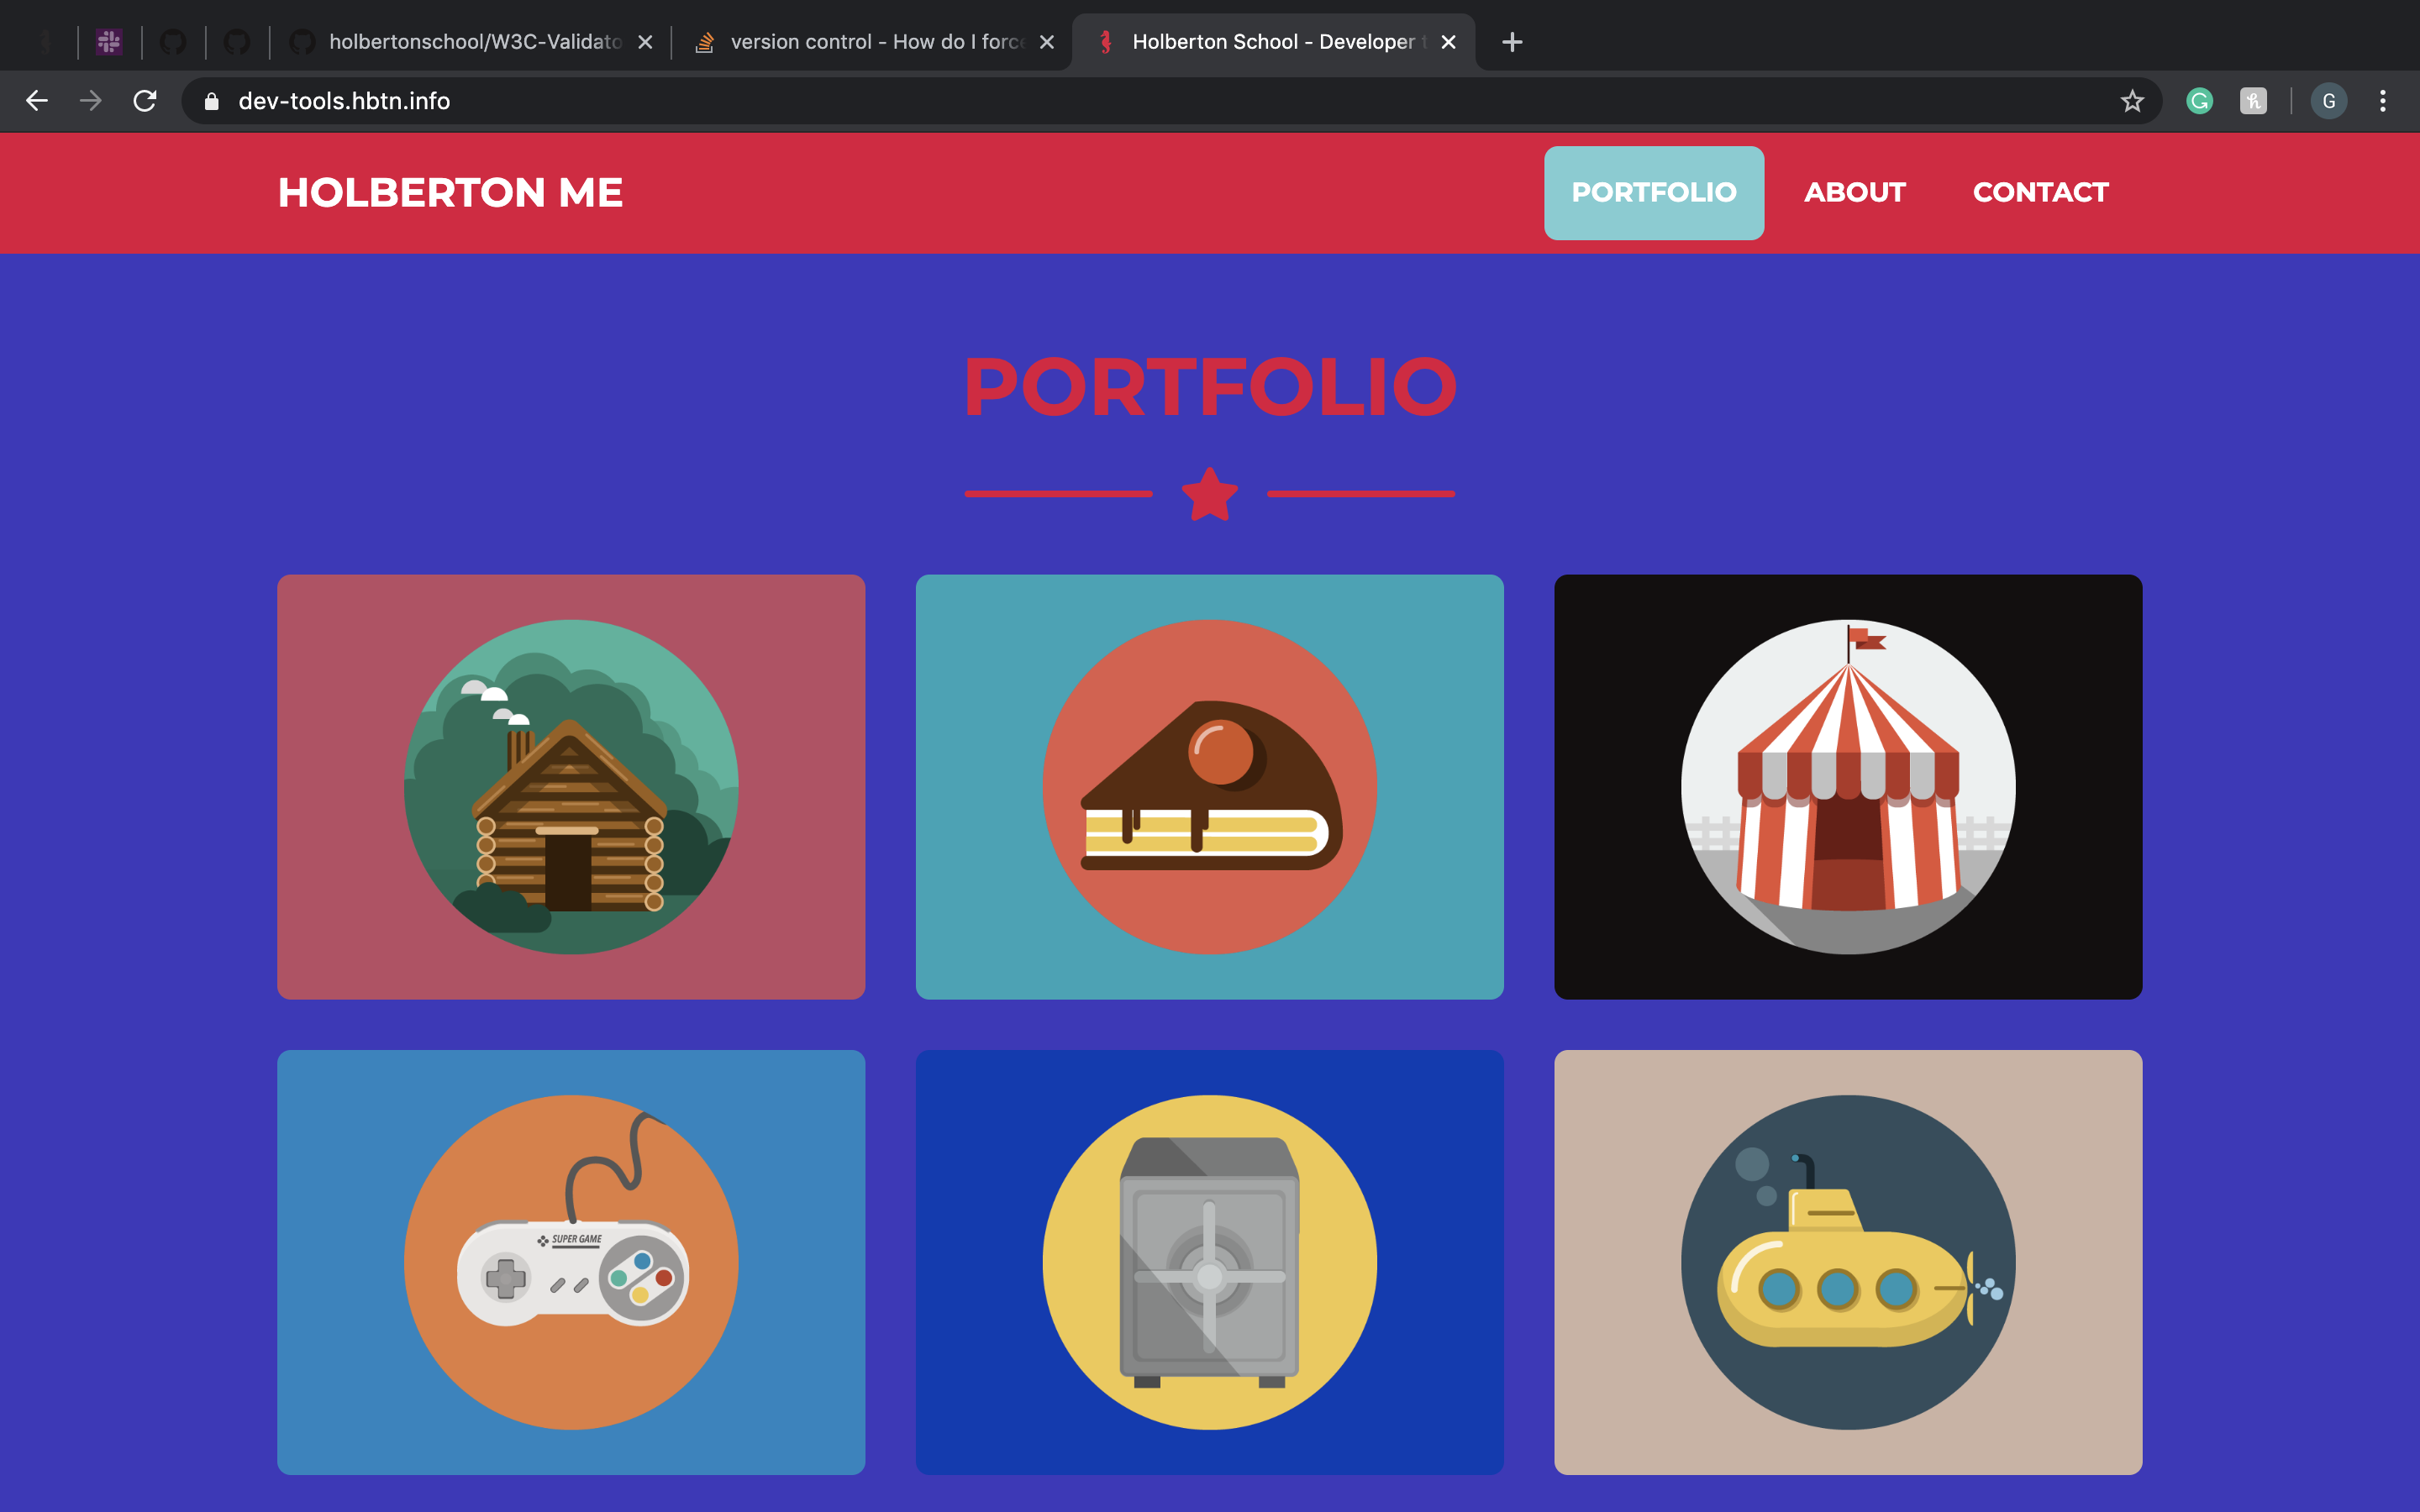 holbertonschool/W3C-Validato
version control - How do I force
Holberton School - Developer t
dev-tools.hbtn.info
G
HOLBERTON ME
PORTFOLIO
ABOUT
CONTACT
PORTFOLIO
SUPER GAME